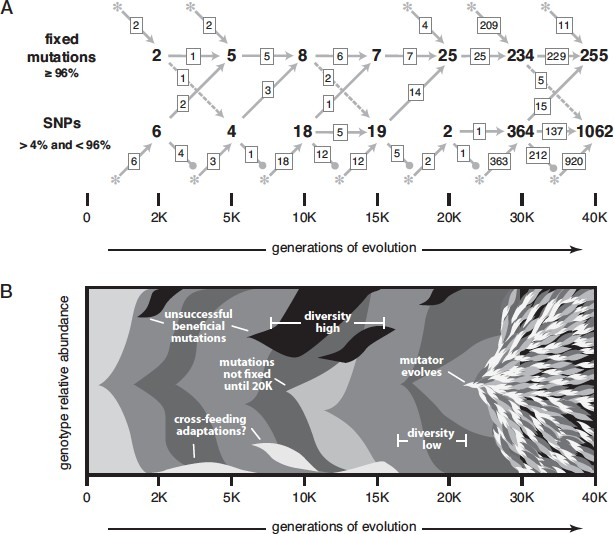 A
* * * * *
2 2 4 209 11
fixed
mutations
≥ 96%
2 1 5 5 8 6 7 7 25 25 234 229 255
1 2 5
2 3 1 14 15
SNPs
> 4% and < 96%
6 4 18 5 19 2 1 364 137 1062
6 4 3 1 18 12 12 5 2 1 363 212 920
* * * * * * *
0 2K 5K 10K 15K 20K 30K 40K
generations of evolution
B
genotype relative abundance
unsuccessful
beneficial
mutations
diversity
high
mutations
not fixed
until 20K
mutator
evolves
cross-feeding
adaptations?
diversity
low
0 2K 5K 10K 15K 20K 30K 40K
generations of evolution